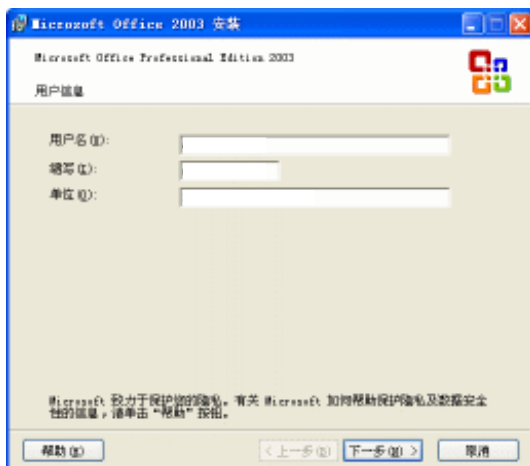 Microsoft Office 2003 安装
Microsoft Office Professional Edition 2003
用户信息
用户名(U):
缩写(I):
单位(O):
Microsoft 致力于保护您的隐私。有关 Microsoft 如何帮助保护隐私及数据安全
性的信息，请单击“帮助”按钮。
帮助(H)
< 上一步(B)
下一步(N) >
取消